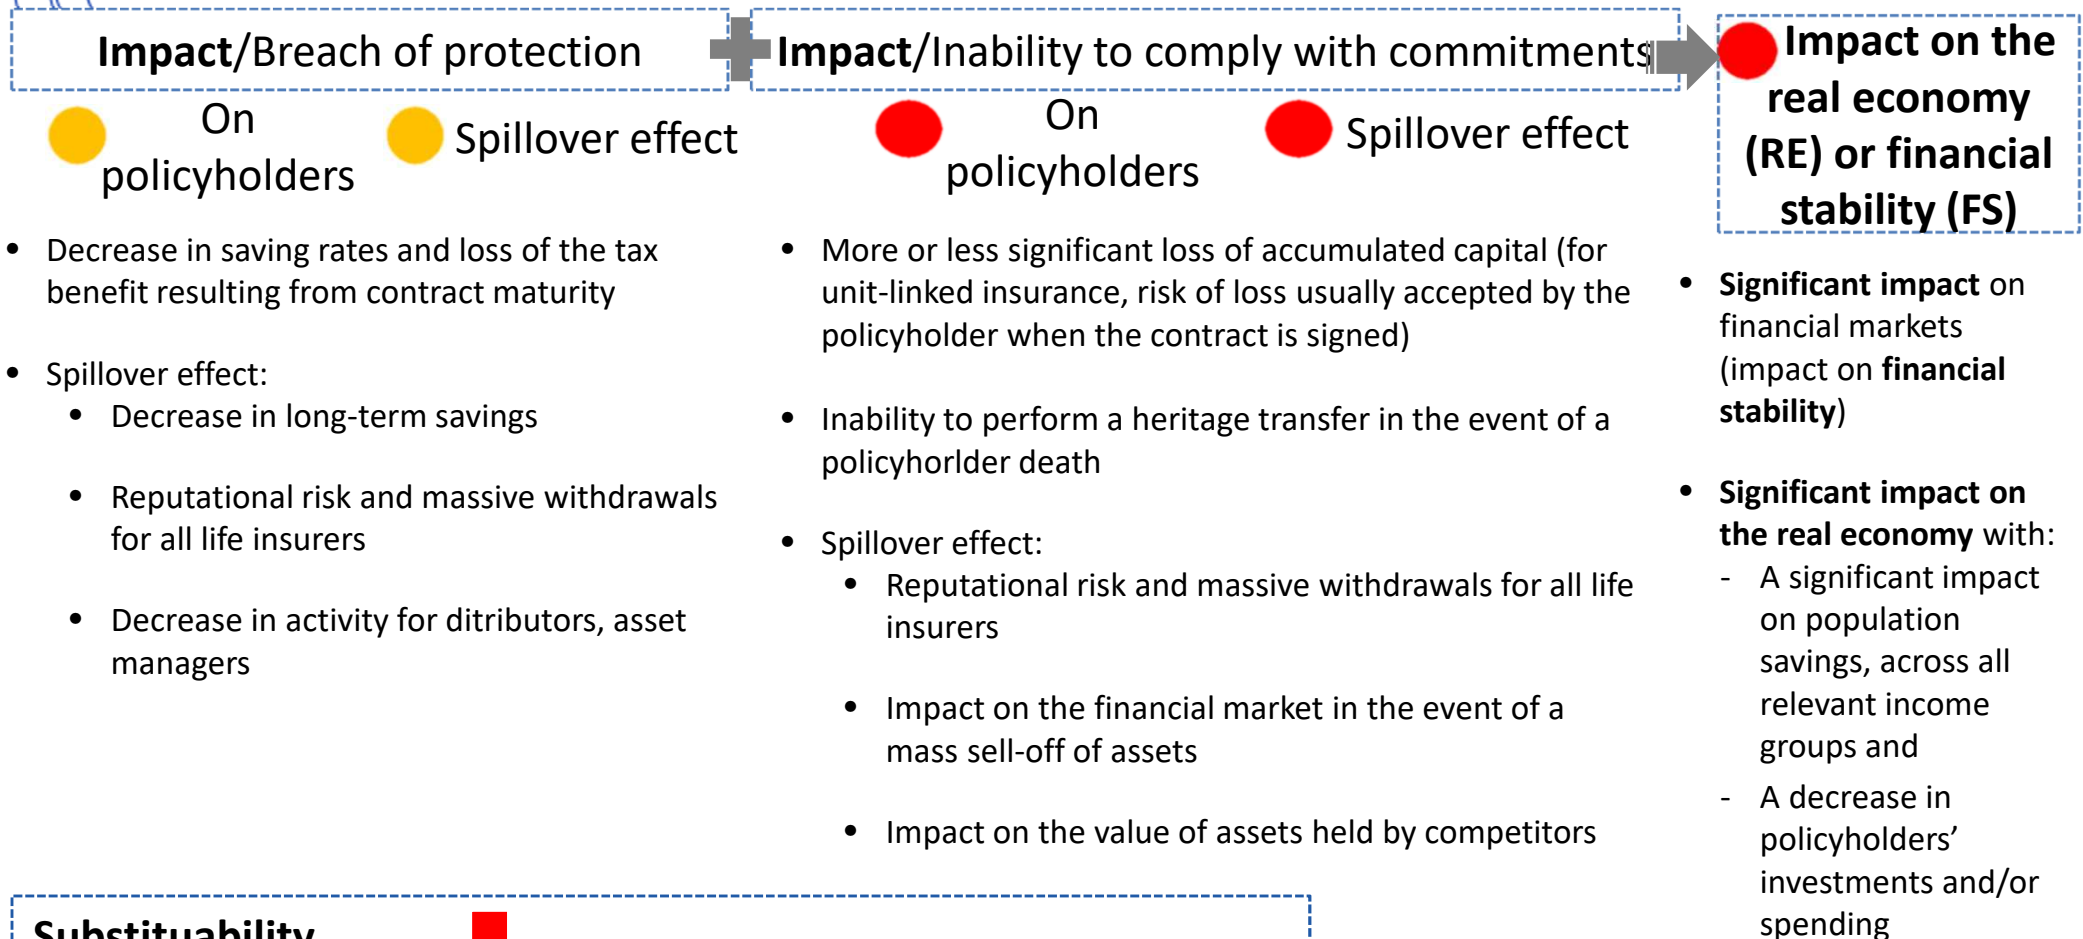 Impact/Breach of protection
Impact/Inability to comply with commitments
Impact on the
real economy
(RE) or financial
stability (FS)
On
policyholders
Spillover effect
On
policyholders
Spillover effect
• Decrease in saving rates and loss of the tax
benefit resulting from contract maturity
• Spillover effect:
• Decrease in long-term savings
• Reputational risk and massive withdrawals
for all life insurers
• Decrease in activity for ditributors, asset
managers
• More or less significant loss of accumulated capital (for
unit-linked insurance, risk of loss usually accepted by the
policyholder when the contract is signed)
• Inability to perform a heritage transfer in the event of a
policyhorlder death
• Spillover effect:
• Reputational risk and massive withdrawals for all life
insurers
• Impact on the financial market in the event of a
mass sell-off of assets
• Impact on the value of assets held by competitors
• Significant impact on
financial markets
(impact on financial
stability)
• Significant impact on
the real economy with:
- A significant impact
on population
savings, across all
relevant income
groups and
- A decrease in
policyholders’
investments and/or
spending
Substituability